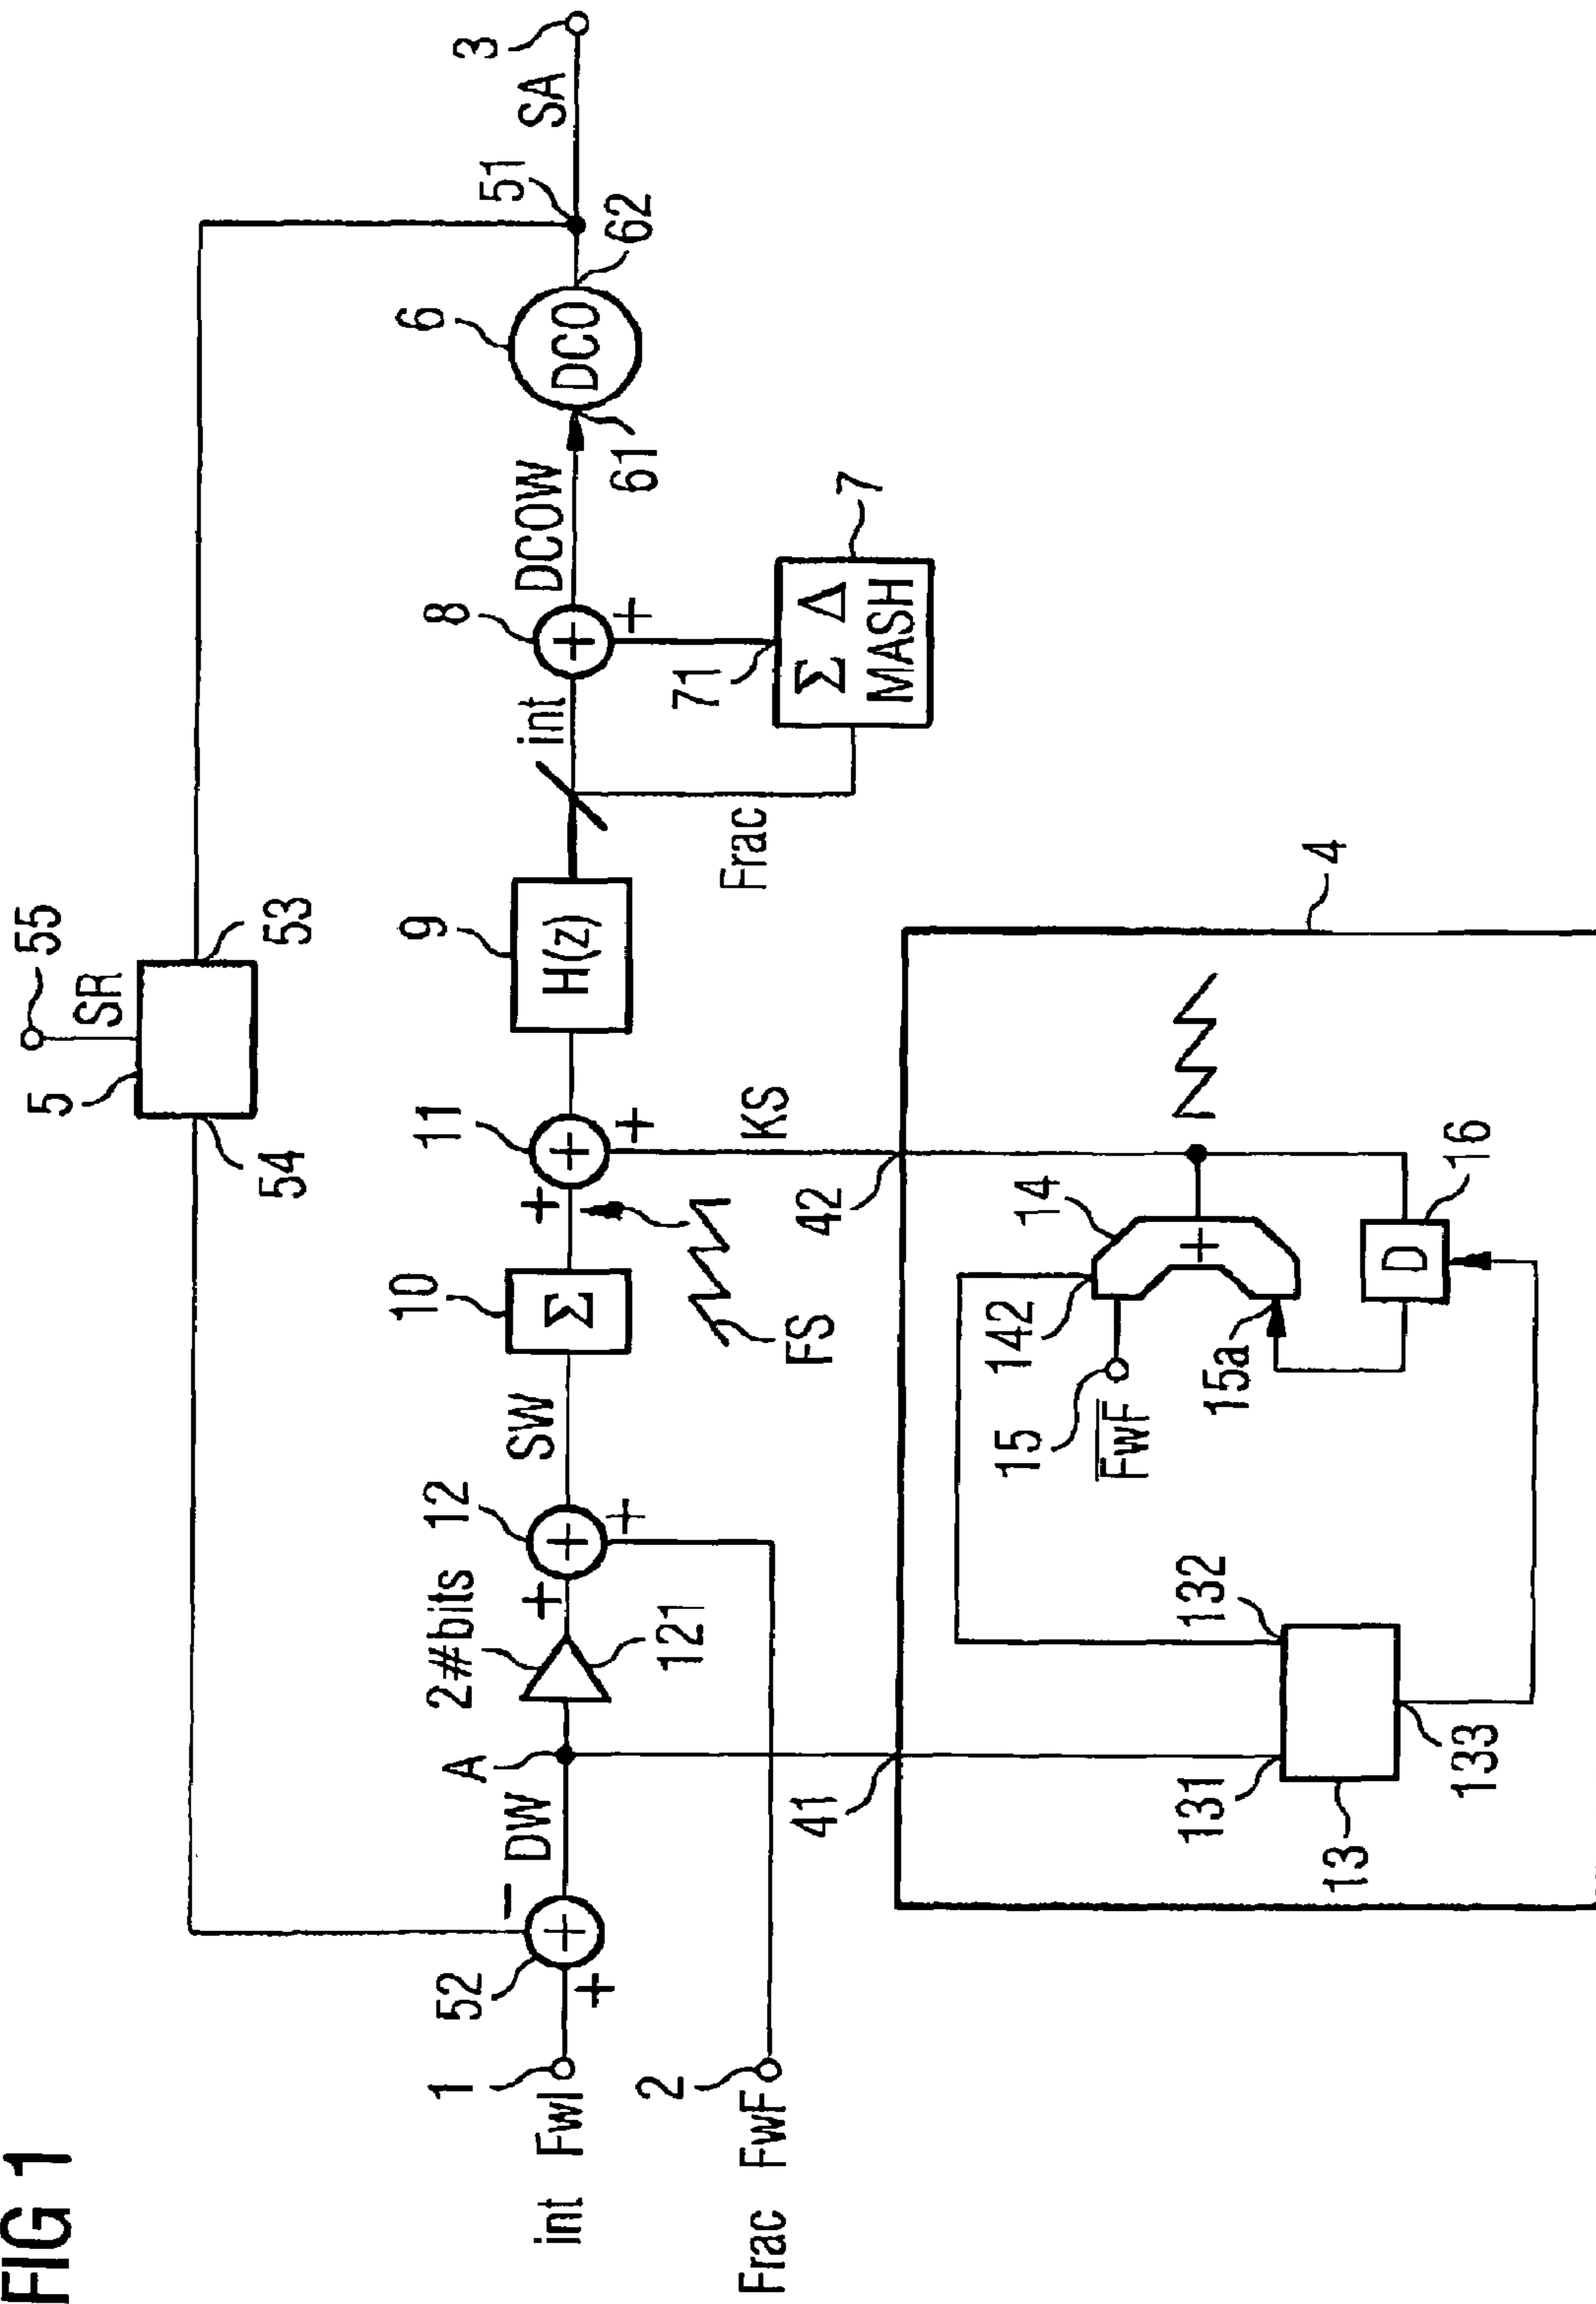 FIG 1
55
SR
5
53
54
3
SA
51
62
6
DCO
61
DCOW
8
+
+
int
71
7
Σ Δ
MASH
Frac
9
H(z)
11
+
+
+
KS
FS
10
Σ
SW
12
+
+
+
2#bits
121
A
DW
−
+
52
+
1
int FwI
2
Frac FwF
4
42
14
+
142
15
F̅w̅F̅
15a
16
D
41
131
132
133
13